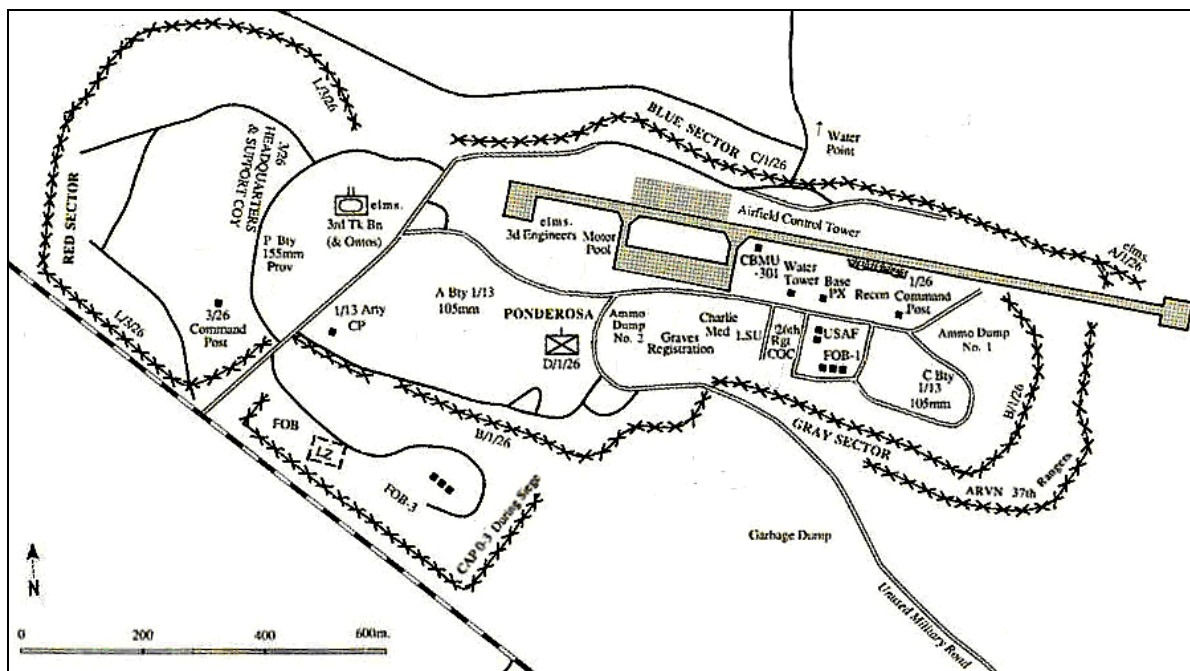 L/3/26
RED SECTOR
3/26
HEADQUARTERS
& SUPPORT COY
elms.
3rd Tk Bn
(& Ontos)
P Bty
155mm
Prov
L/3/26
3/26
Command
Post
1/13 Arty
CP
A Bty 1/13
105mm
BLUE SECTOR C/1/26
↑ Water
Point
Airfield Control Tower
elms.
A/1/26
elms.
3d Engineers
Motor
Pool
CBMU
-301
Water
Tower
Base
PX
Recon
1/26
Command
Post
PONDEROSA
D/1/26
Ammo
Dump
No. 2
Graves
Registration
Charlie
Med
LSU
26th
Rgt
COC
USAF
FOB-1
Ammo Dump
No. 1
C Bty
1/13
105mm
B/1/26
GRAY SECTOR
ARVN 37th Rangers
B/1/26
FOB
LZ
FOB-3
CAP 0-3 During Siege
Garbage Dump
Unused Military Road
N
0 200 400 600m.